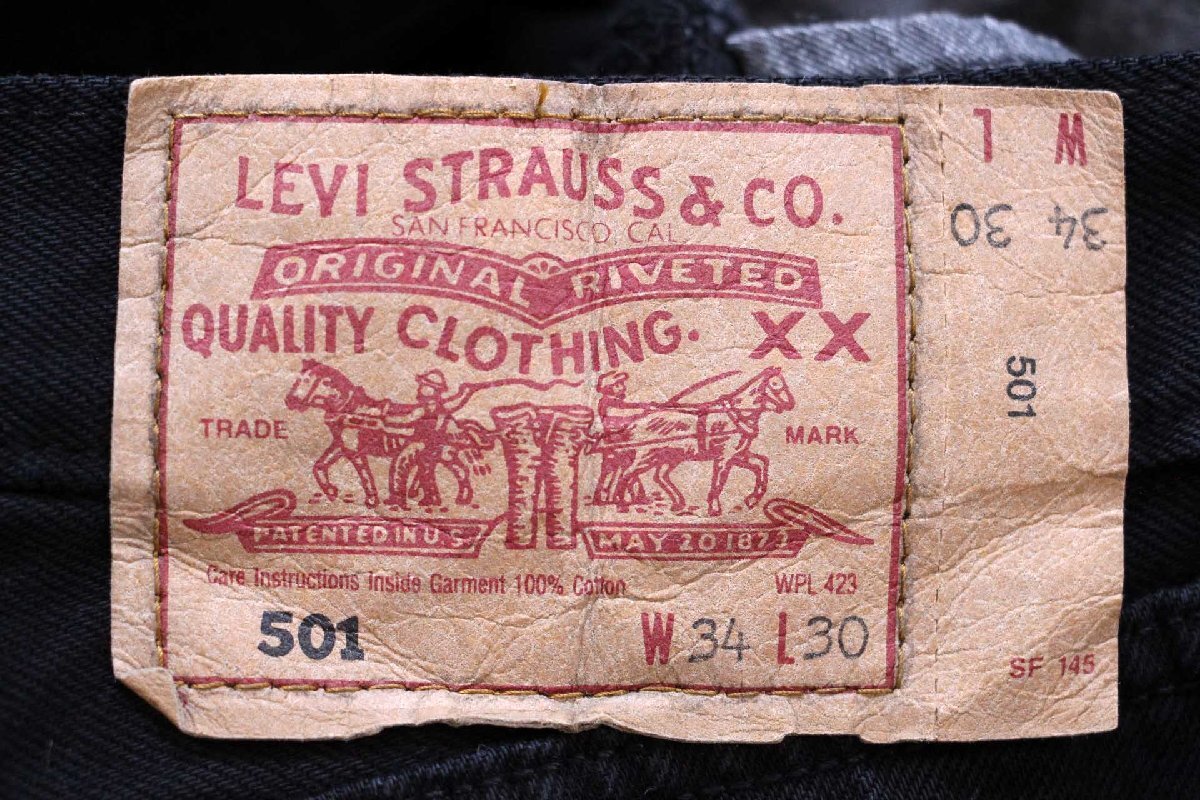 LEVI STRAUSS & CO.
SAN FRANCISCO, CAL
ORIGINAL RIVETED
QUALITY CLOTHING. XX
TRADE MARK
PATENTED IN U.S
MAY 20 1873
Care Instructions Inside Garment 100% Cotton WPL 423
501 W 34 L 30
W L
34 30
501
SF 145